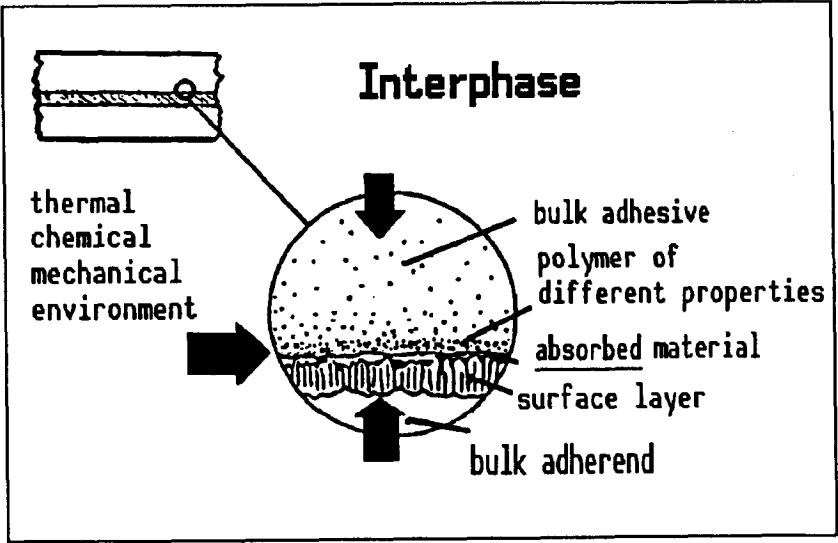 Interphase
thermal
chemical
mechanical
environment
bulk adhesive
polymer of
different properties
absorbed material
surface layer
bulk adherend